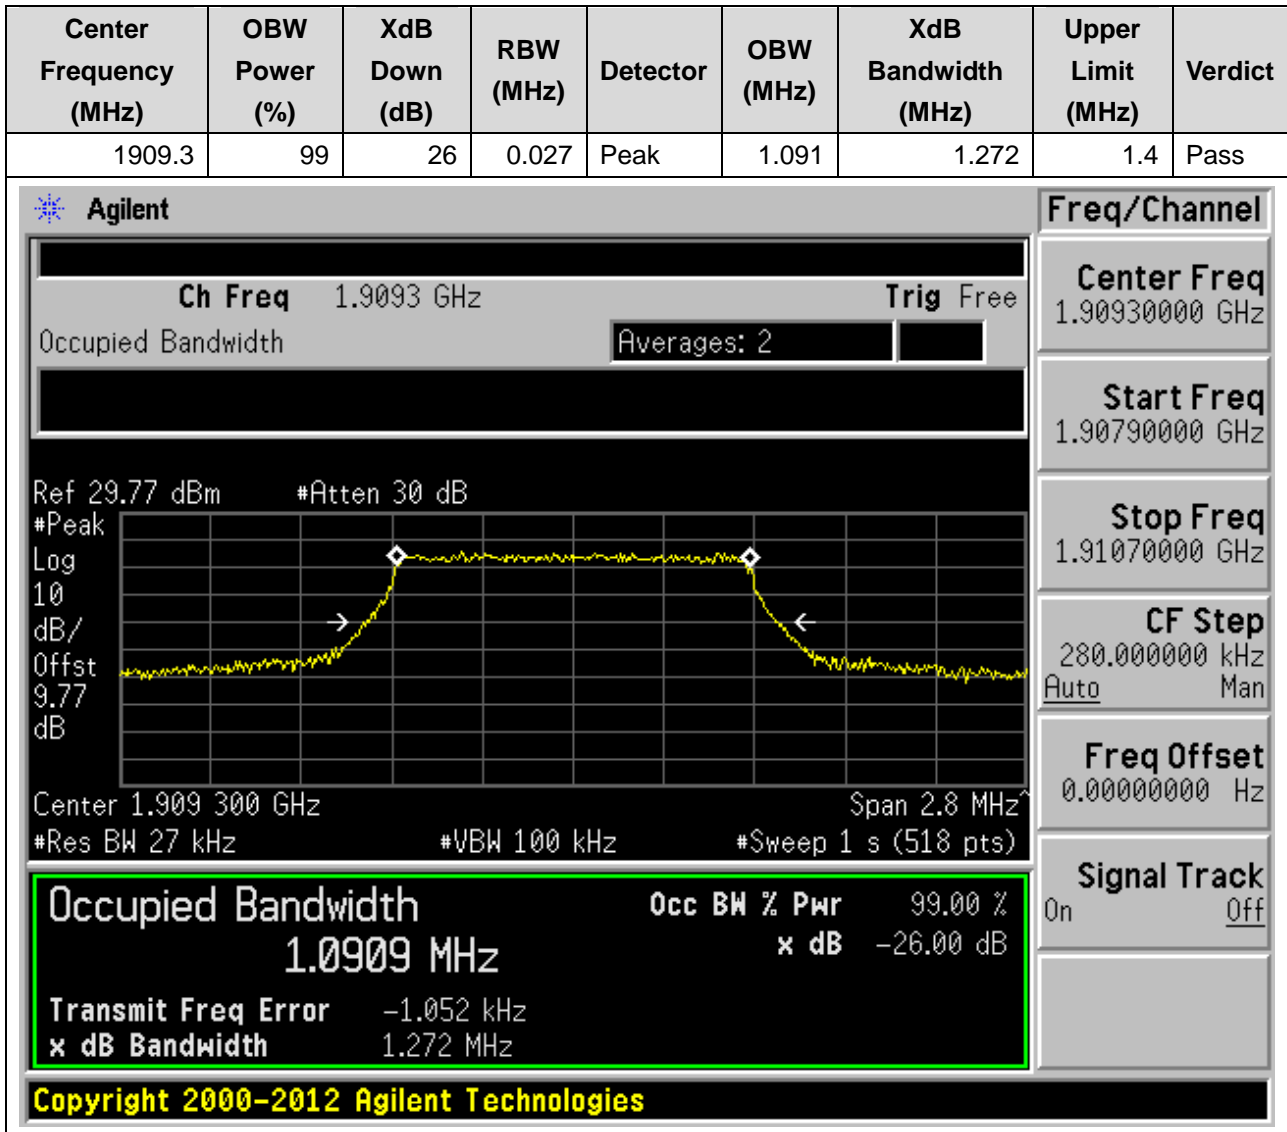 Center Frequency (MHz) OBW Power (%) XdB Down (dB) RBW (MHz) Detector OBW (MHz) XdB Bandwidth (MHz) Upper Limit (MHz) Verdict
1909.3 99 26 0.027 Peak 1.091 1.272 1.4 Pass
Agilent
Freq/Channel
Ch Freq 1.9093 GHz Trig Free
Occupied Bandwidth Averages: 2
Center Freq
1.90930000 GHz
Start Freq
1.90790000 GHz
Stop Freq
1.91070000 GHz
CF Step
280.000000 kHz
Auto Man
Freq Offset
0.00000000 Hz
Signal Track
On Off
Ref 29.77 dBm #Atten 30 dB
#Peak
Log
10
dB/
Offst
9.77
dB
Center 1.909 300 GHz Span 2.8 MHz^
#Res BW 27 kHz #VBW 100 kHz #Sweep 1 s (518 pts)
Occupied Bandwidth
1.0909 MHz
Occ BW % Pwr 99.00 %
x dB -26.00 dB
Transmit Freq Error -1.052 kHz
x dB Bandwidth 1.272 MHz
Copyright 2000-2012 Agilent Technologies